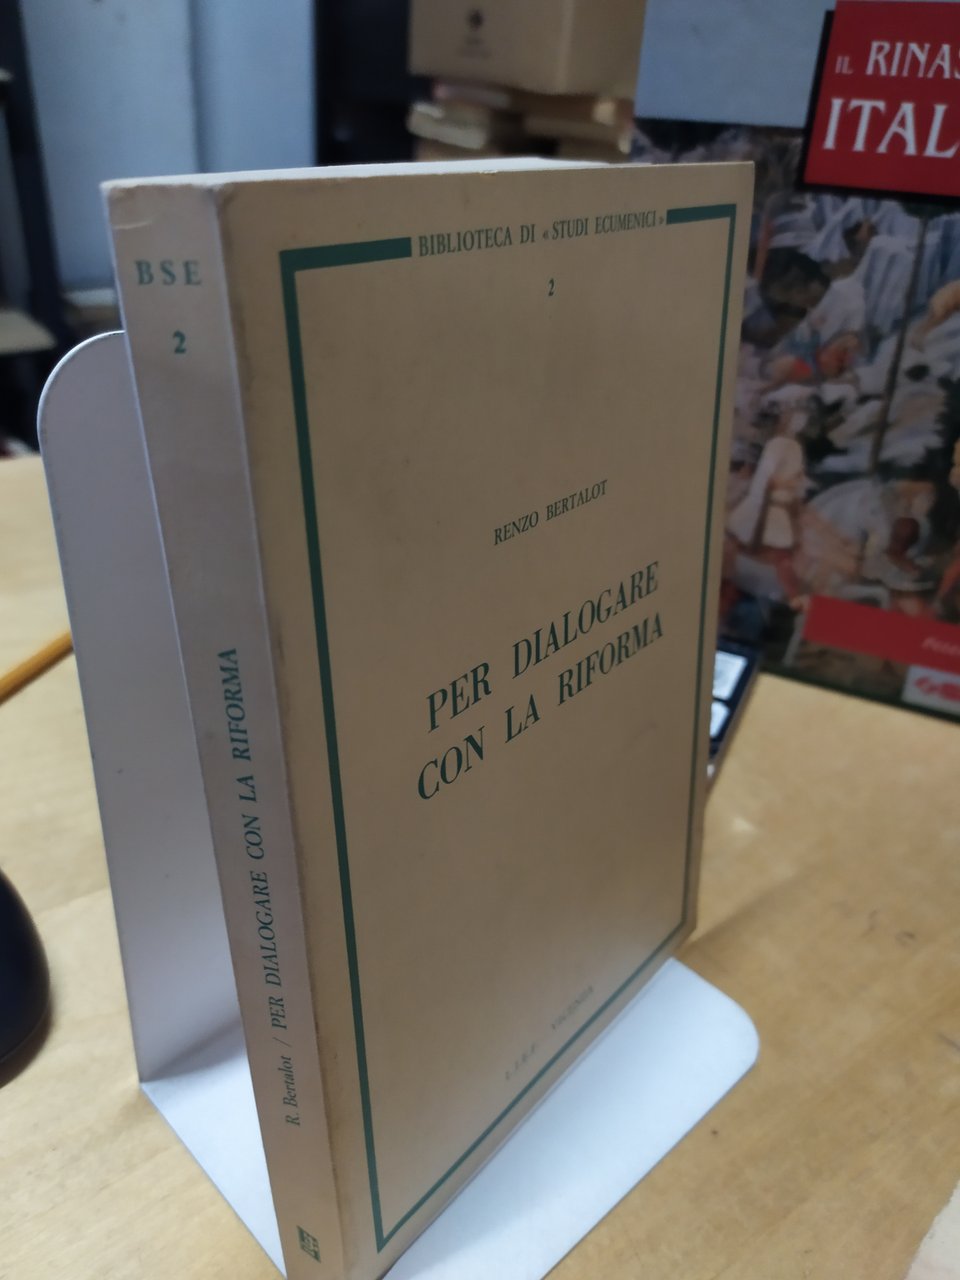 BIBLIOTECA DI «STUDI ECUMENICI»
2
RENZO BERTALOT
PER DIALOGARE
CON LA RIFORMA
L.I.E.F. VICENZA
BSE
2
R. Bertalot / PER DIALOGARE CON LA RIFORMA
IL RINAS
ITAL